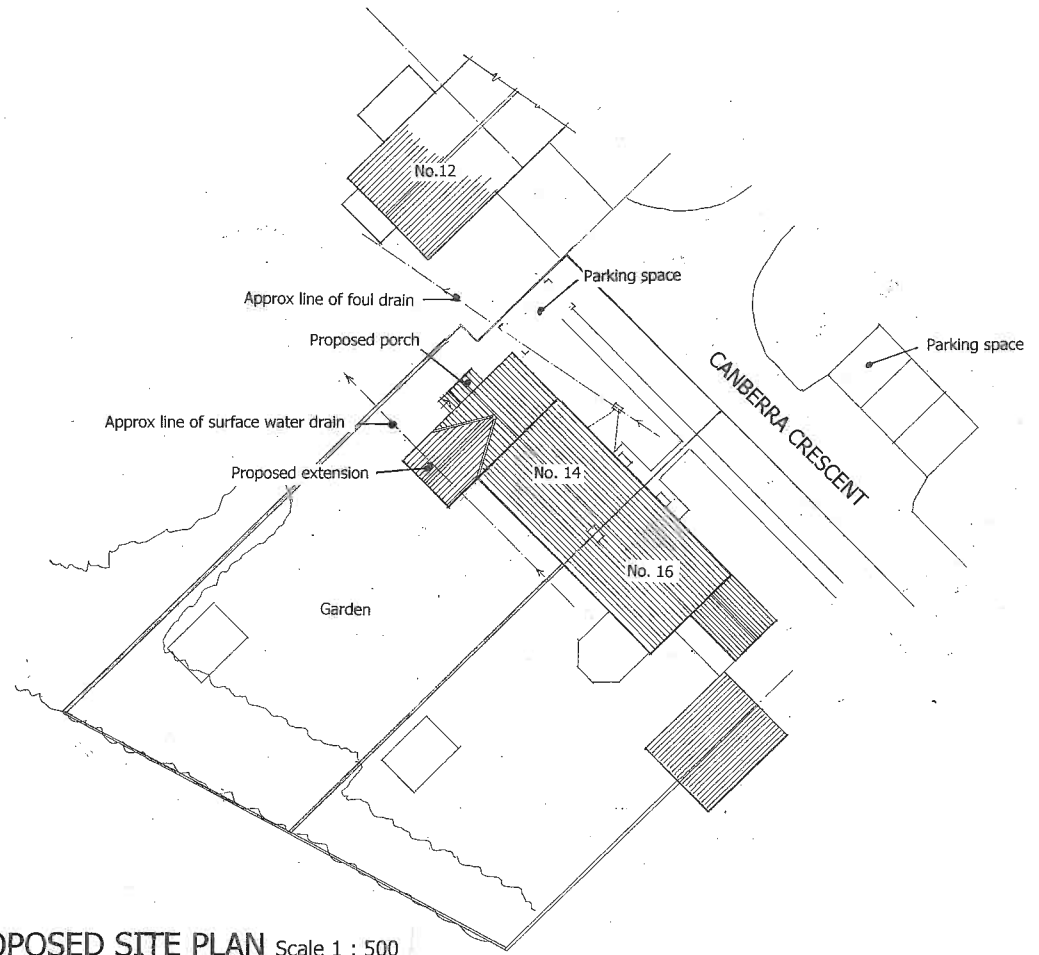 No.12
Parking space
Approx line of foul drain
Proposed porch
Parking space
CANBERRA CRESCENT
Approx line of surface water drain
Proposed extension
No. 14
No. 16
Garden
OPOSED SITE PLAN Scale 1 : 500